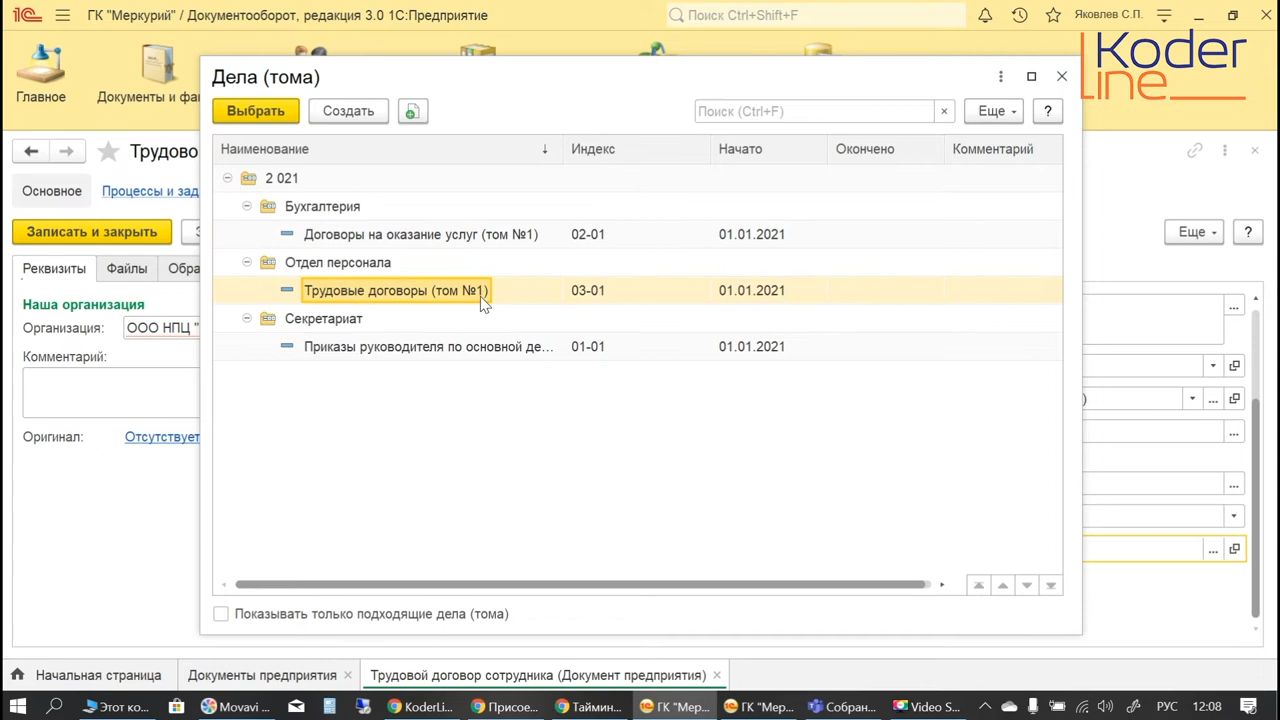 ГК "Меркурий" / Документооборот, редакция 3.0 1С:Предприятие
Поиск Ctrl+Shift+F
Яковлев С.П.
Koder
line
Главное
Документы и фа
Дела (тома)
Выбрать
Создать
Поиск (Ctrl+F)
×
Еще
?
Трудово
Наименование
Индекс
Начато
Окончено
Комментарий
Основное
Процессы и зад
2 021
Бухгалтерия
Записать и закрыть
З
Еще
?
Договоры на оказание услуг (том №1)
02-01
01.01.2021
Реквизиты
Файлы
Обра
Отдел персонала
Трудовые договоры (том №1)
03-01
01.01.2021
Наша организация
Организация:
ООО НПЦ "
Секретариат
Приказы руководителя по основной де...
01-01
01.01.2021
Комментарий:
)
Оригинал:
Отсутствует
Показывать только подходящие дела (тома)
Начальная страница
Документы предприятия ×
Трудовой договор сотрудника (Документ предприятия) ×
Этот ко...
Movavi ...
KoderLi...
Присое...
Таймин...
ГК "Мер...
ГК "Мер...
Собран...
Video S...
РУС
12:08